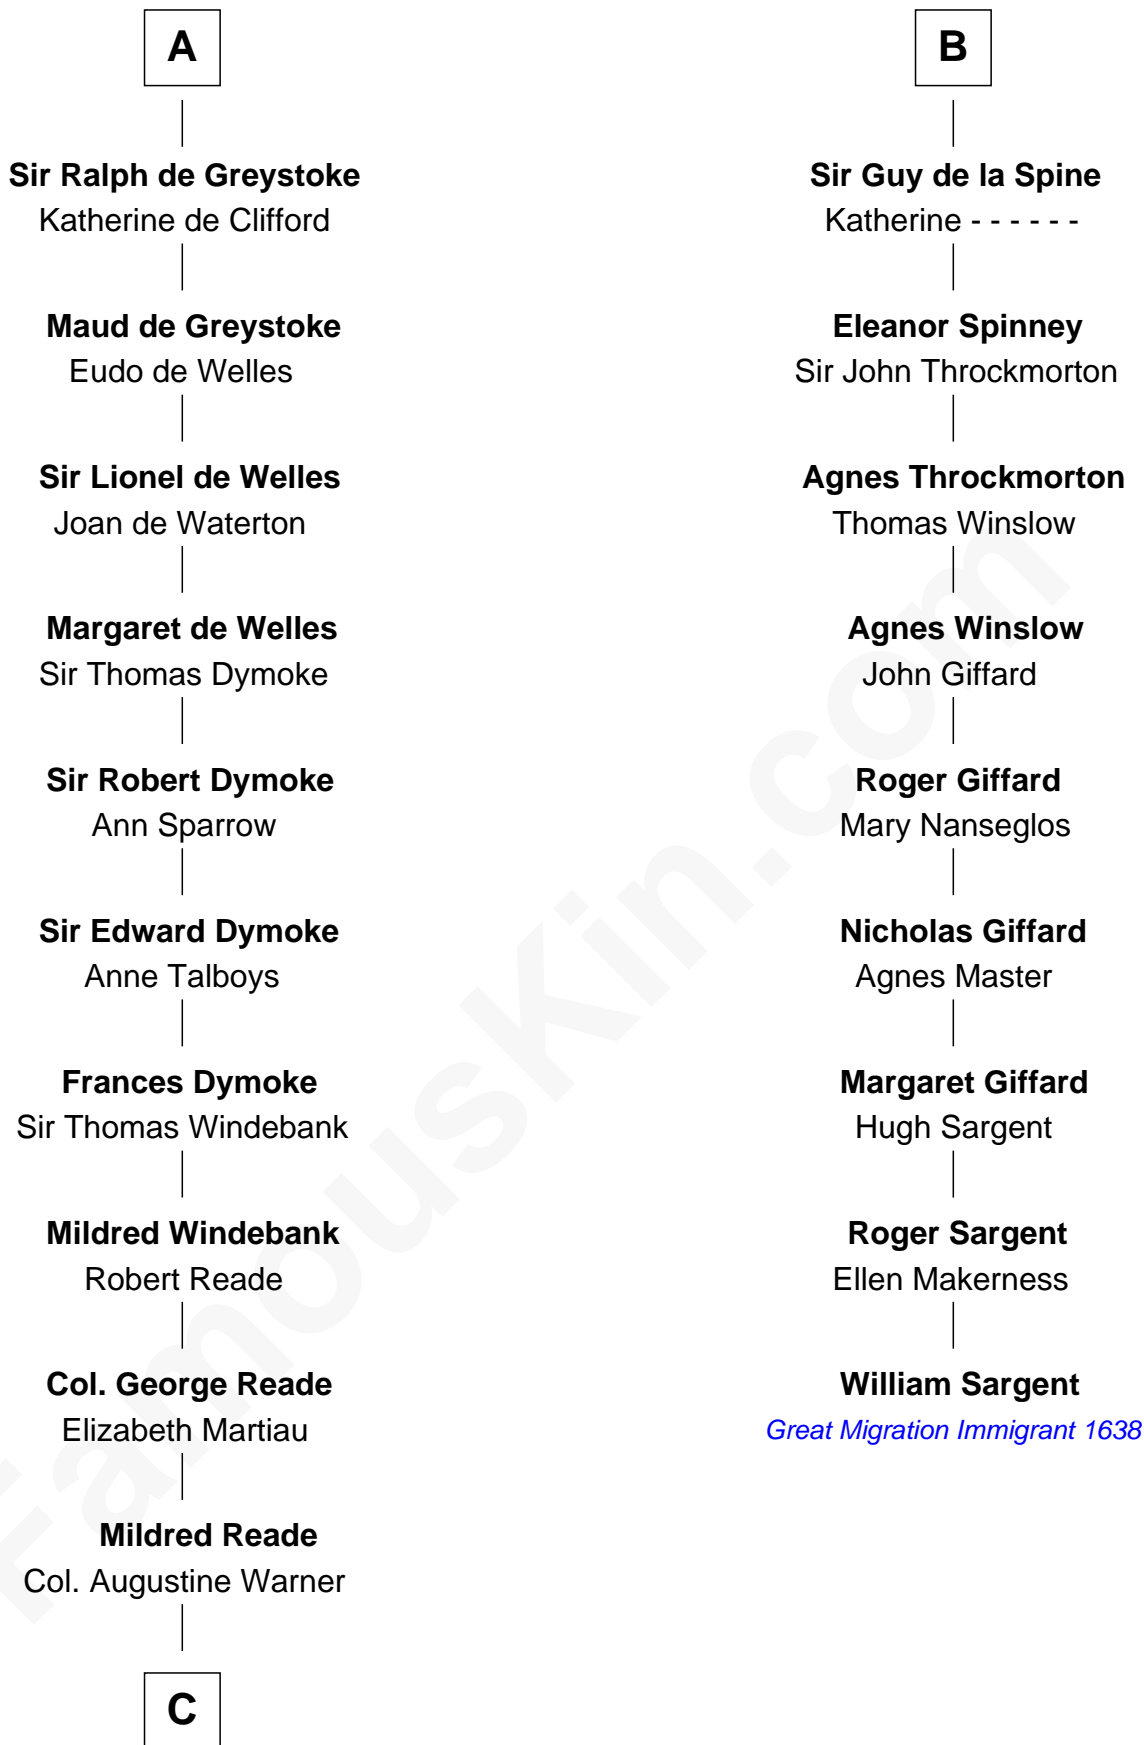 A
Sir Ralph de Greystoke
Katherine de Clifford
Maud de Greystoke
Eudo de Welles
Sir Lionel de Welles
Joan de Waterton
Margaret de Welles
Sir Thomas Dymoke
Sir Robert Dymoke
Ann Sparrow
Sir Edward Dymoke
Anne Talboys
Frances Dymoke
Sir Thomas Windebank
Mildred Windebank
Robert Reade
Col. George Reade
Elizabeth Martiau
Mildred Reade
Col. Augustine Warner
C
B
Sir Guy de la Spine
Katherine - - - - - -
Eleanor Spinney
Sir John Throckmorton
Agnes Throckmorton
Thomas Winslow
Agnes Winslow
John Giffard
Roger Giffard
Mary Nanseglos
Nicholas Giffard
Agnes Master
Margaret Giffard
Hugh Sargent
Roger Sargent
Ellen Makerness
William Sargent
Great Migration Immigrant 1638
FamousKin.com